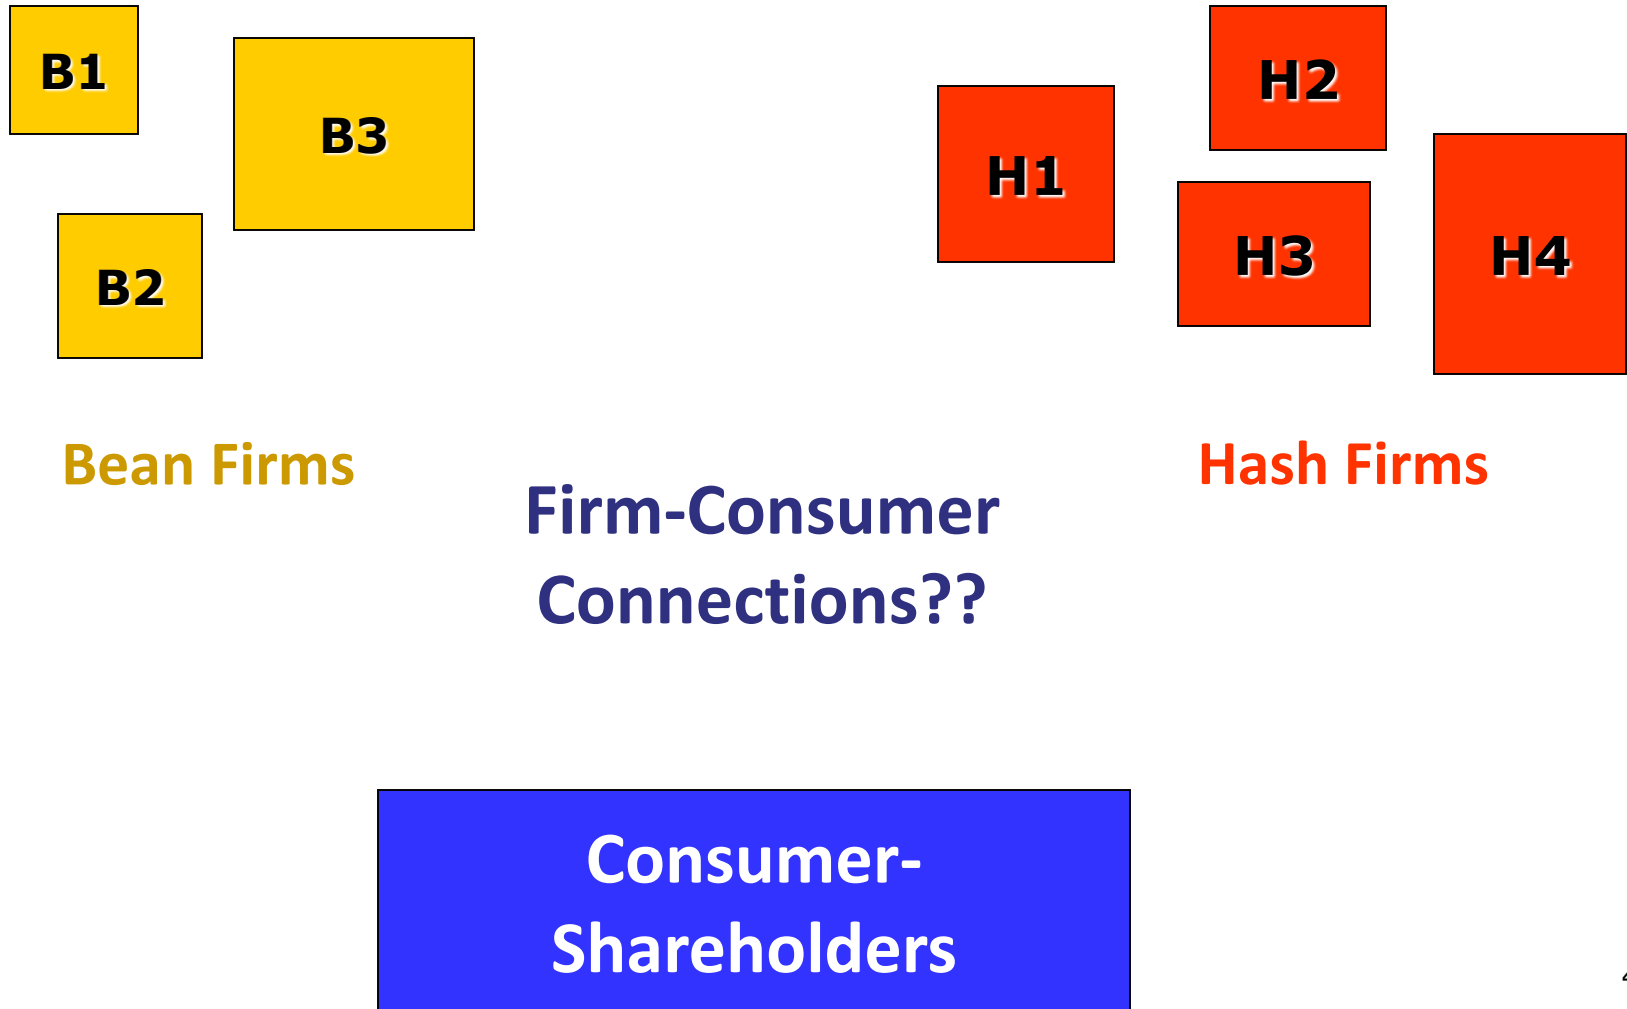 B1
B3
B2
H1
H2
H3
H4
Bean Firms
Hash Firms
Firm-Consumer
Connections??
Consumer-
Shareholders